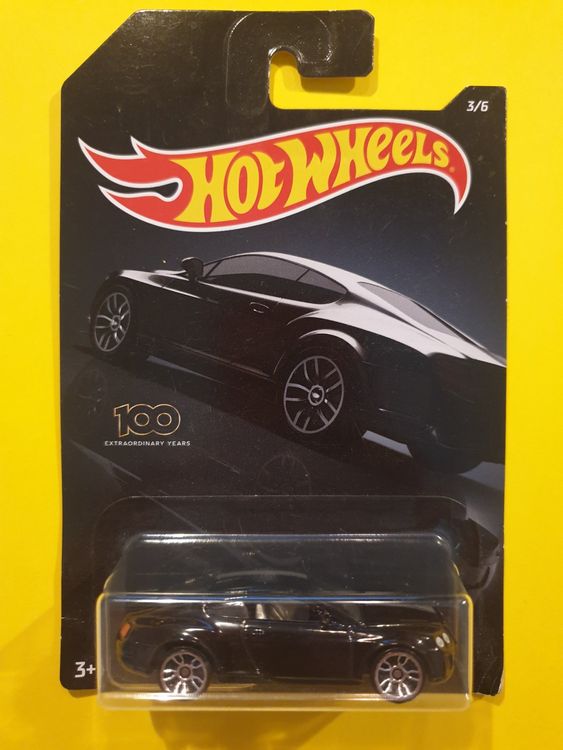 3/6
HOT WHEELS
100
EXTRAORDINARY YEARS
3+